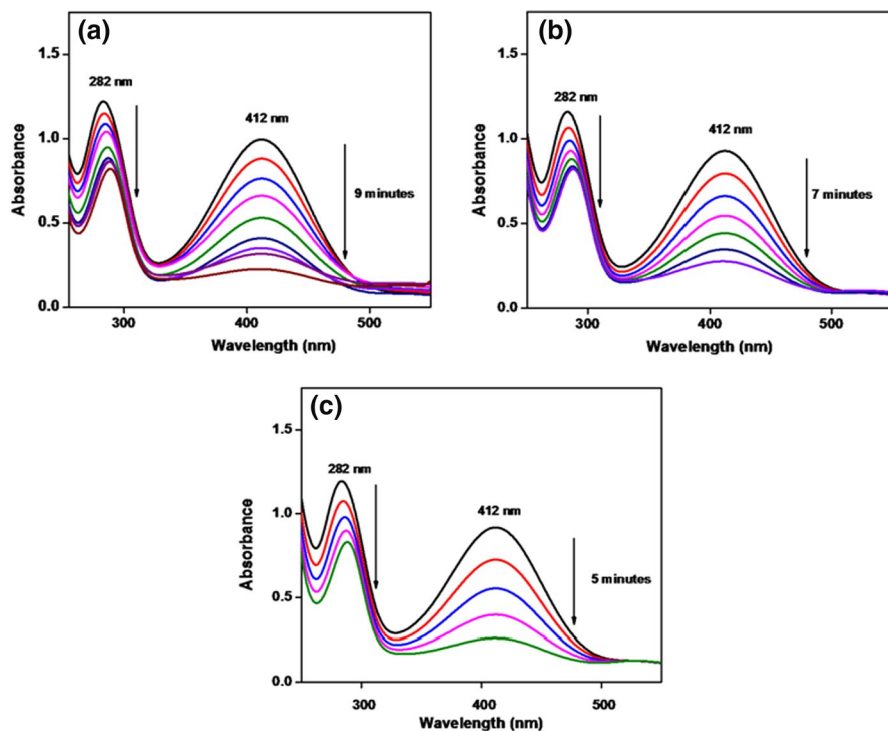 (a)
1.5
1.0
0.5
0.0
Absorbance
282 nm
412 nm
9 minutes
300
400
500
Wavelength (nm)
(b)
1.5
1.0
0.5
0.0
Absorbance
282 nm
412 nm
7 minutes
300
400
500
Wavelength (nm)
(c)
1.5
1.0
0.5
0.0
Absorbance
282 nm
412 nm
5 minutes
300
400
500
Wavelength (nm)